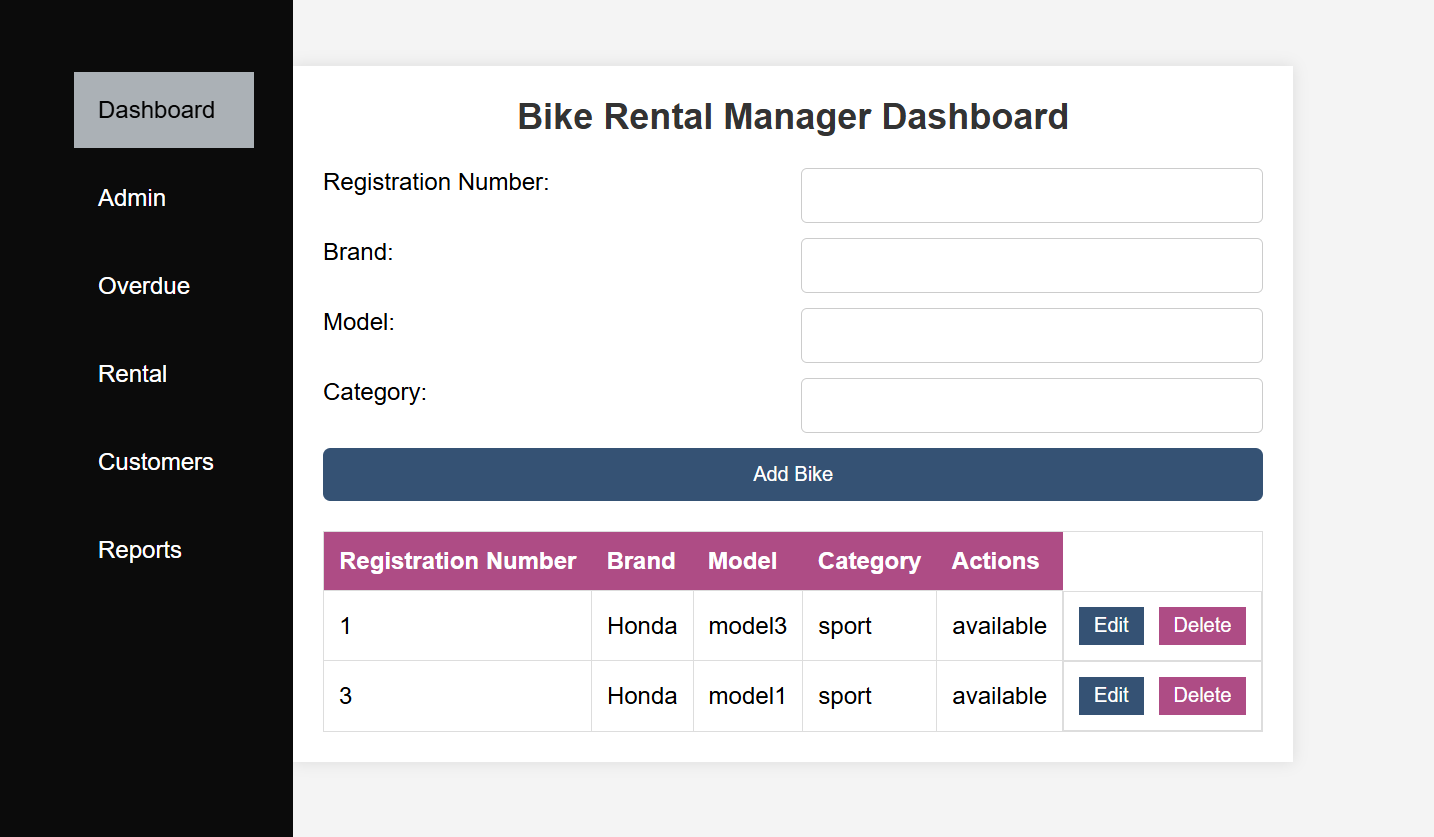 Dashboard
Admin
Overdue
Rental
Customers
Reports
Bike Rental Manager Dashboard
Registration Number:
Brand:
Model:
Category:
Add Bike
Registration Number Brand Model Category Actions
1 Honda model3 sport available Edit Delete
3 Honda model1 sport available Edit Delete